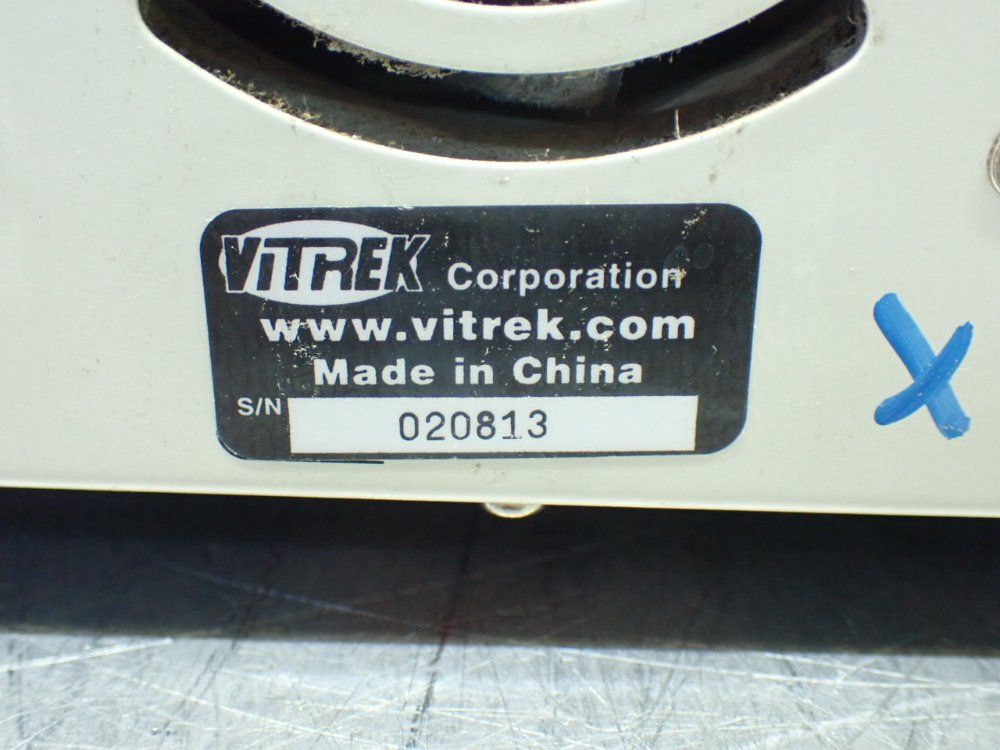 ViTREK Corporation
www.vitrek.com
Made in China
S/N 020813
X